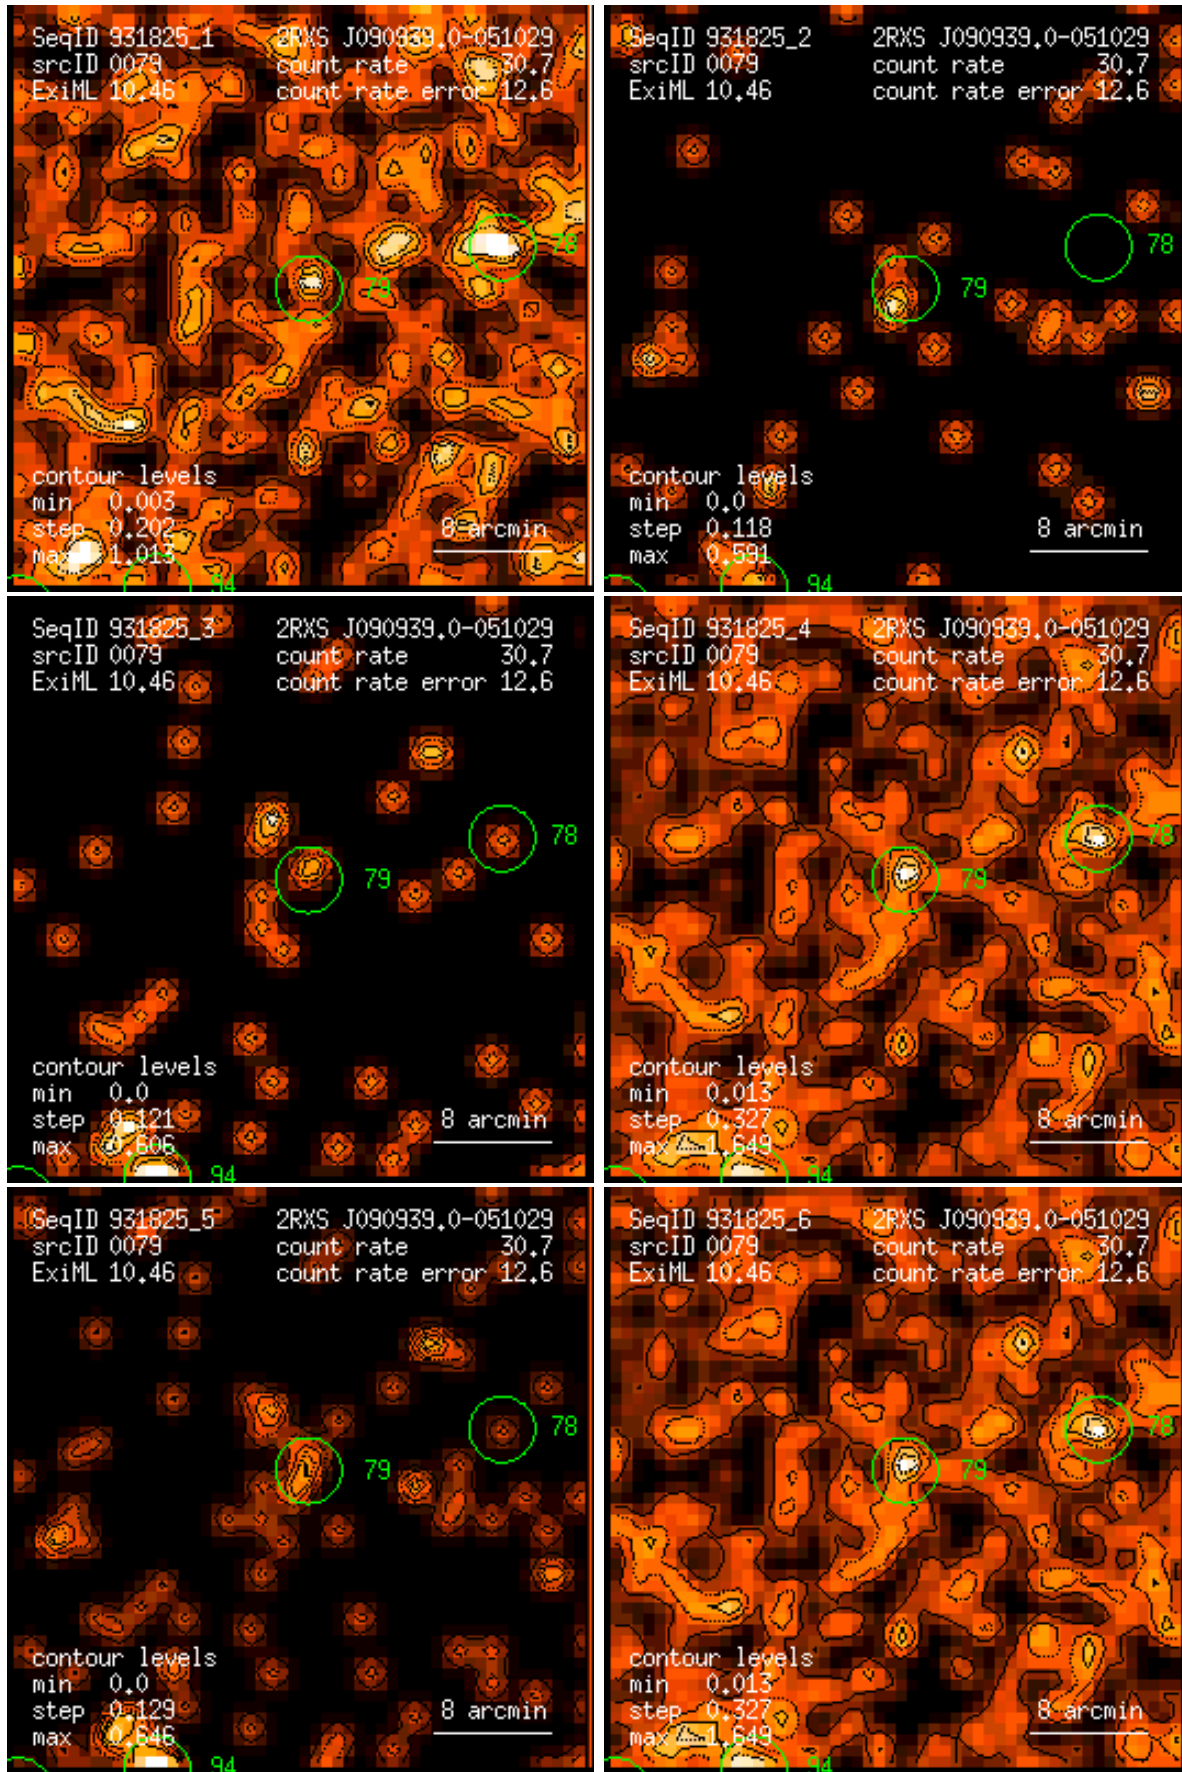 SeqID 931825_1 2RXS J090939.0-051029
srcID 0079 count rate 30.7
ExiML 10.46 count rate error 12.6
78
79
contour levels
min 0.003
step 0.202 8 arcmin
max 1.013
94
SeqID 931825_2 2RXS J090939.0-051029
srcID 0079 count rate 30.7
ExiML 10.46 count rate error 12.6
78
79
contour levels
min 0.0
step 0.118 8 arcmin
max 0.591
94
SeqID 931825_3 2RXS J090939.0-051029
srcID 0079 count rate 30.7
ExiML 10.46 count rate error 12.6
78
79
contour levels
min 0.0
step 0.121 8 arcmin
max 0.606
94
SeqID 931825_4 2RXS J090939.0-051029
srcID 0079 count rate 30.7
ExiML 10.46 count rate error 12.6
78
79
contour levels
min 0.013
step 0.327 8 arcmin
max 1.649
94
SeqID 931825_5 2RXS J090939.0-051029
srcID 0079 count rate 30.7
ExiML 10.46 count rate error 12.6
78
79
contour levels
min 0.0
step 0.129 8 arcmin
max 0.646
94
SeqID 931825_6 2RXS J090939.0-051029
srcID 0079 count rate 30.7
ExiML 10.46 count rate error 12.6
78
79
contour levels
min 0.013
step 0.327 8 arcmin
max 1.649
94